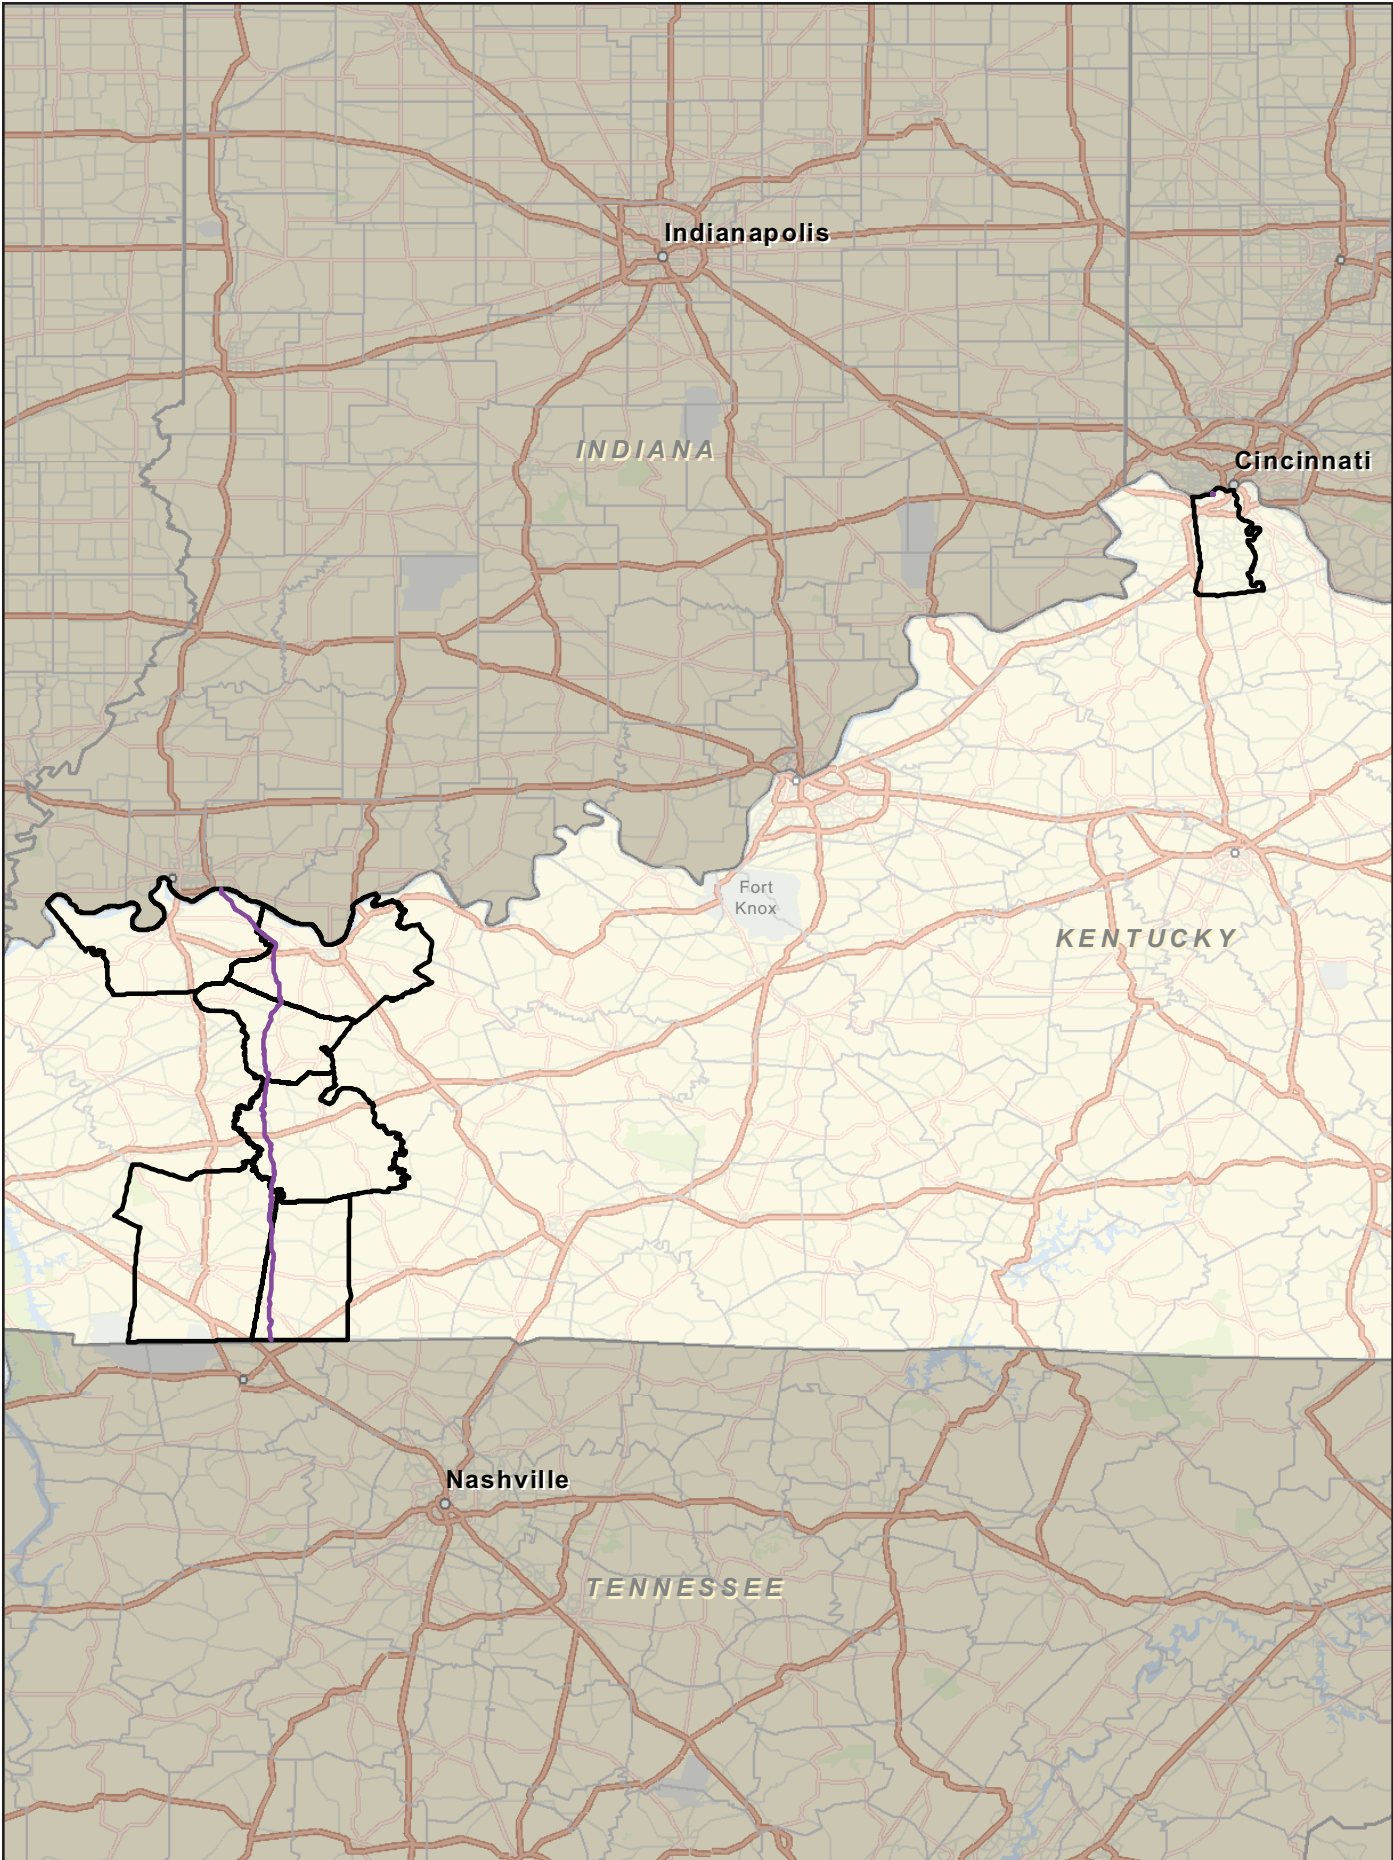 Indianapolis
INDIANA
Cincinnati
Fort
Knox
KENTUCKY
Nashville
TENNESSEE